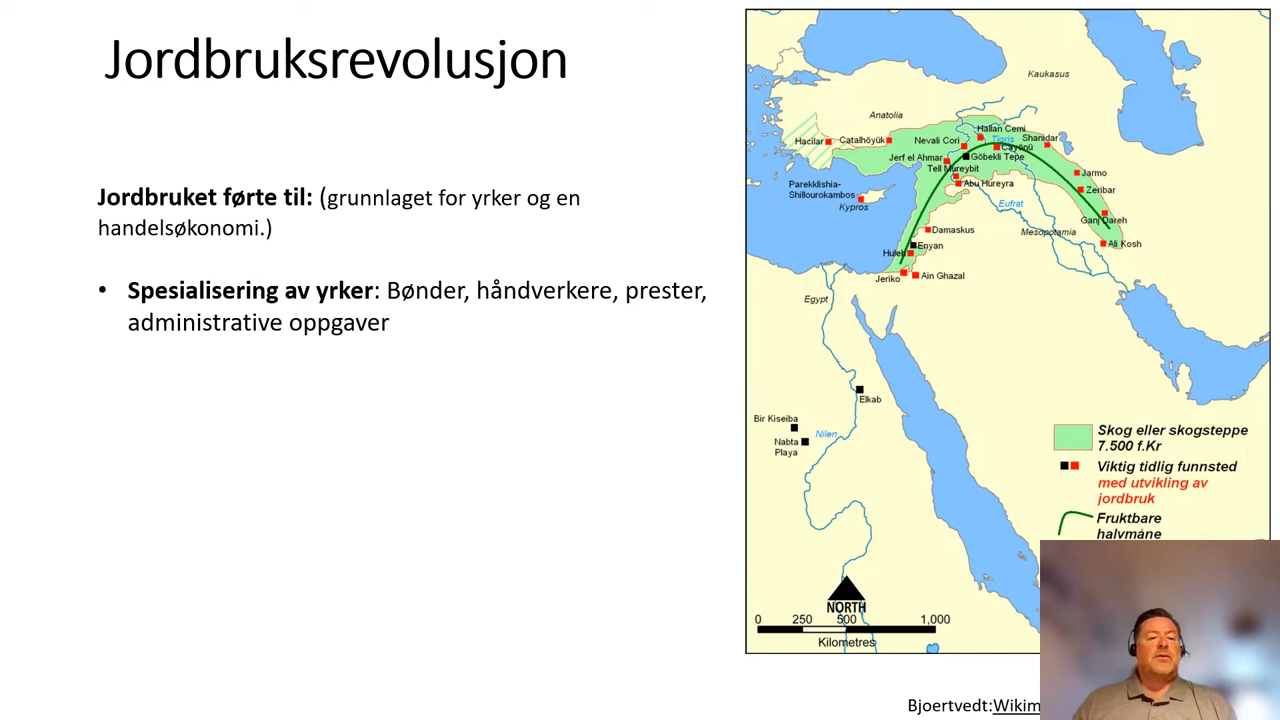 Jordbruksrevolusjon
Jordbruket førte til: (grunnlaget for yrker og en
handelsøkonomi.)
• Spesialisering av yrker: Bønder, håndverkere, prester,
administrative oppgaver
Kaukasus
Anatolia
Hallan Cemi
Hacilar
Catalhöyük
Nevali Cori
Tigris
Shanidar
Cayönü
Jerf el Ahmar
Göbekli Tepe
Tell Mureybit
Jarmo
Parekklishia-
Shillourokambos
Abu Hureyra
Zeribar
Kypros
Eufrat
Ganj Dareh
Damaskus
Mesopotamia
Huleh
Enyan
Ali Kosh
Jeriko
Ain Ghazal
Egypt
Elkab
Bir Kiseiba
Nilen
Nabta
Playa
Skog eller skogsteppe
7.500 f.Kr
Viktig tidlig funnsted
med utvikling av
jordbruk
Fruktbare
halvmåne
NORTH
0 250 500 1,000
Kilometres
Bjoertvedt:Wikim